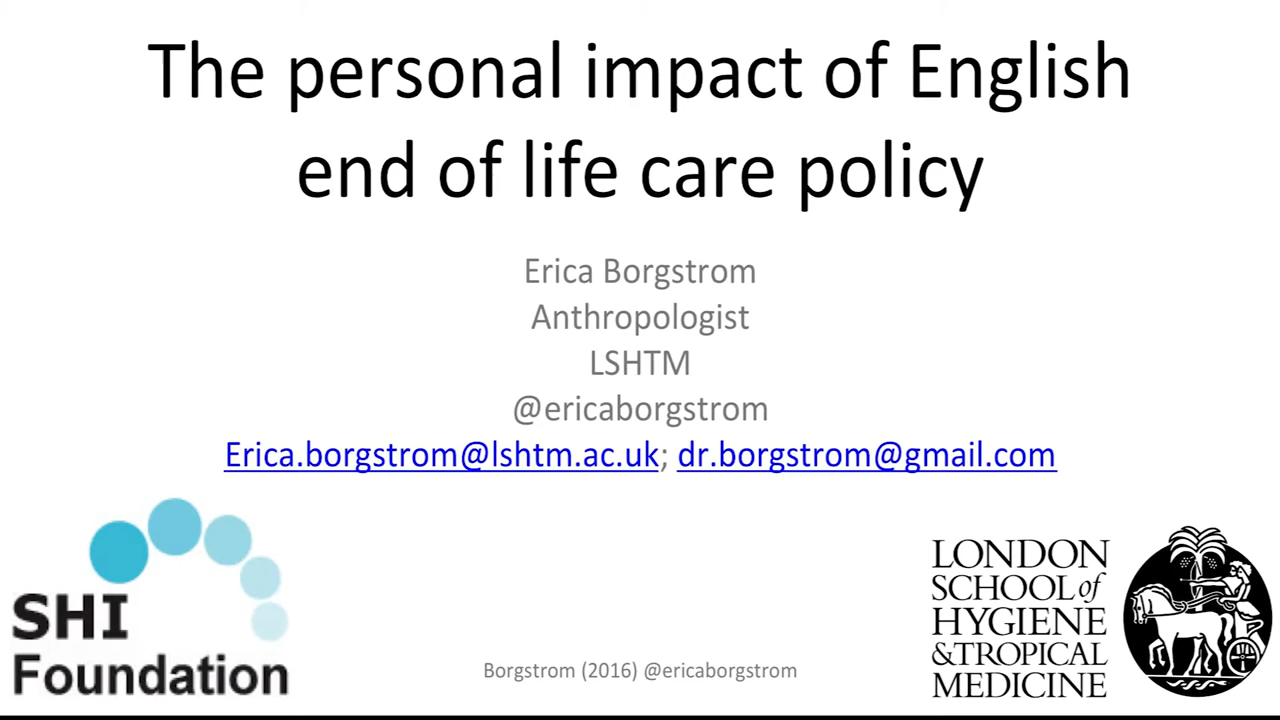 The personal impact of English
end of life care policy
Erica Borgstrom
Anthropologist
LSHTM
@ericaborgstrom
Erica.borgstrom@lshtm.ac.uk; dr.borgstrom@gmail.com
SHI
Foundation
Borgstrom (2016) @ericaborgstrom
LONDON
SCHOOL of
HYGIENE
&TROPICAL
MEDICINE